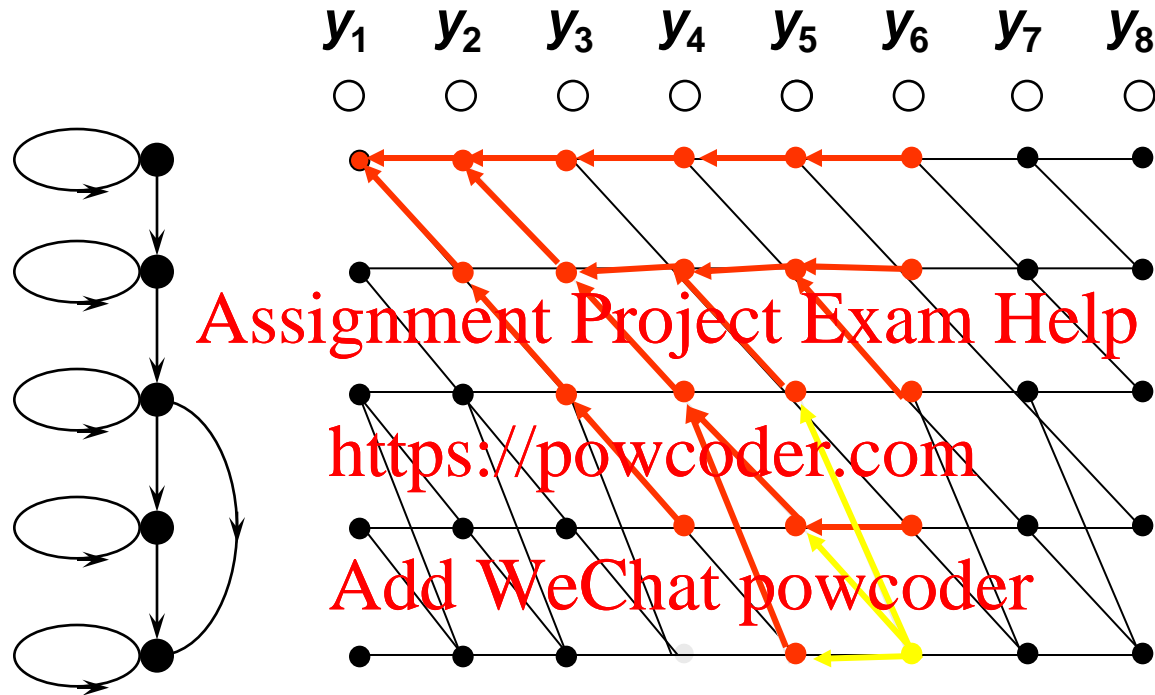 y1 y2 y3 y4 y5 y6 y7 y8
Assignment Project Exam Help
https://powcoder.com
Add WeChat powcoder